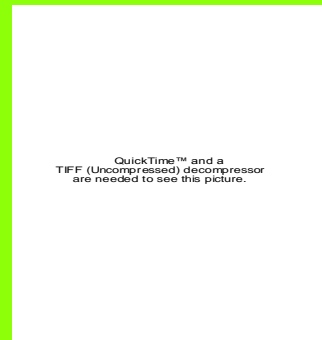 QuickTime™ and a
TIFF (Uncompressed) decompressor
are needed to see this picture.